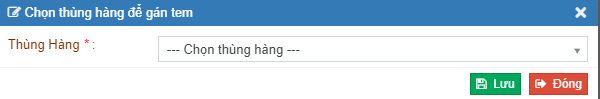 Chọn thùng hàng để gán tem
Thùng Hàng * :
--- Chọn thùng hàng ---
Lưu Đóng